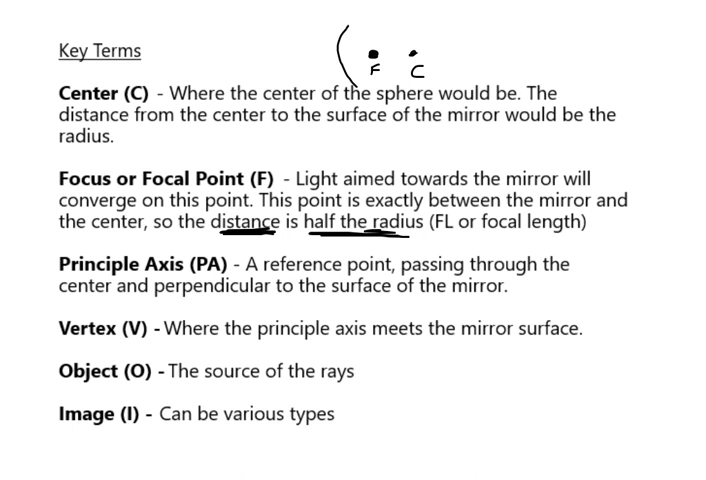 Key Terms
F C
Center (C) - Where the center of the sphere would be. The
distance from the center to the surface of the mirror would be the
radius.
Focus or Focal Point (F) - Light aimed towards the mirror will
converge on this point. This point is exactly between the mirror and
the center, so the distance is half the radius (FL or focal length)
Principle Axis (PA) - A reference point, passing through the
center and perpendicular to the surface of the mirror.
Vertex (V) - Where the principle axis meets the mirror surface.
Object (O) - The source of the rays
Image (I) - Can be various types